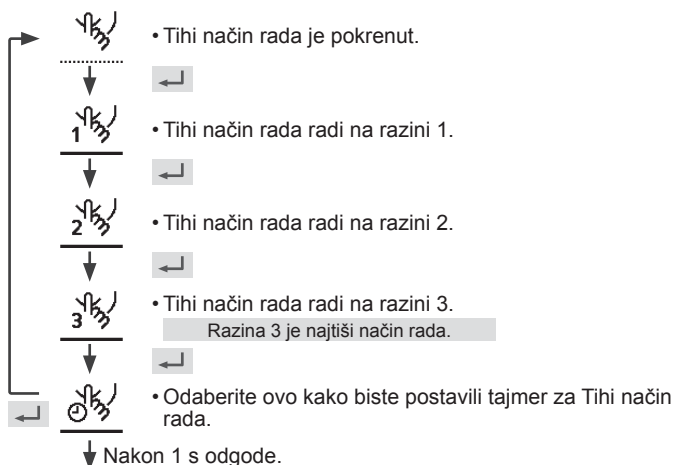 • Tihi način rada je pokrenut.
1
• Tihi način rada radi na razini 1.
2
• Tihi način rada radi na razini 2.
3
• Tihi način rada radi na razini 3.
Razina 3 je najtiši način rada.
• Odaberite ovo kako biste postavili tajmer za Tihi način
rada.
Nakon 1 s odgode.